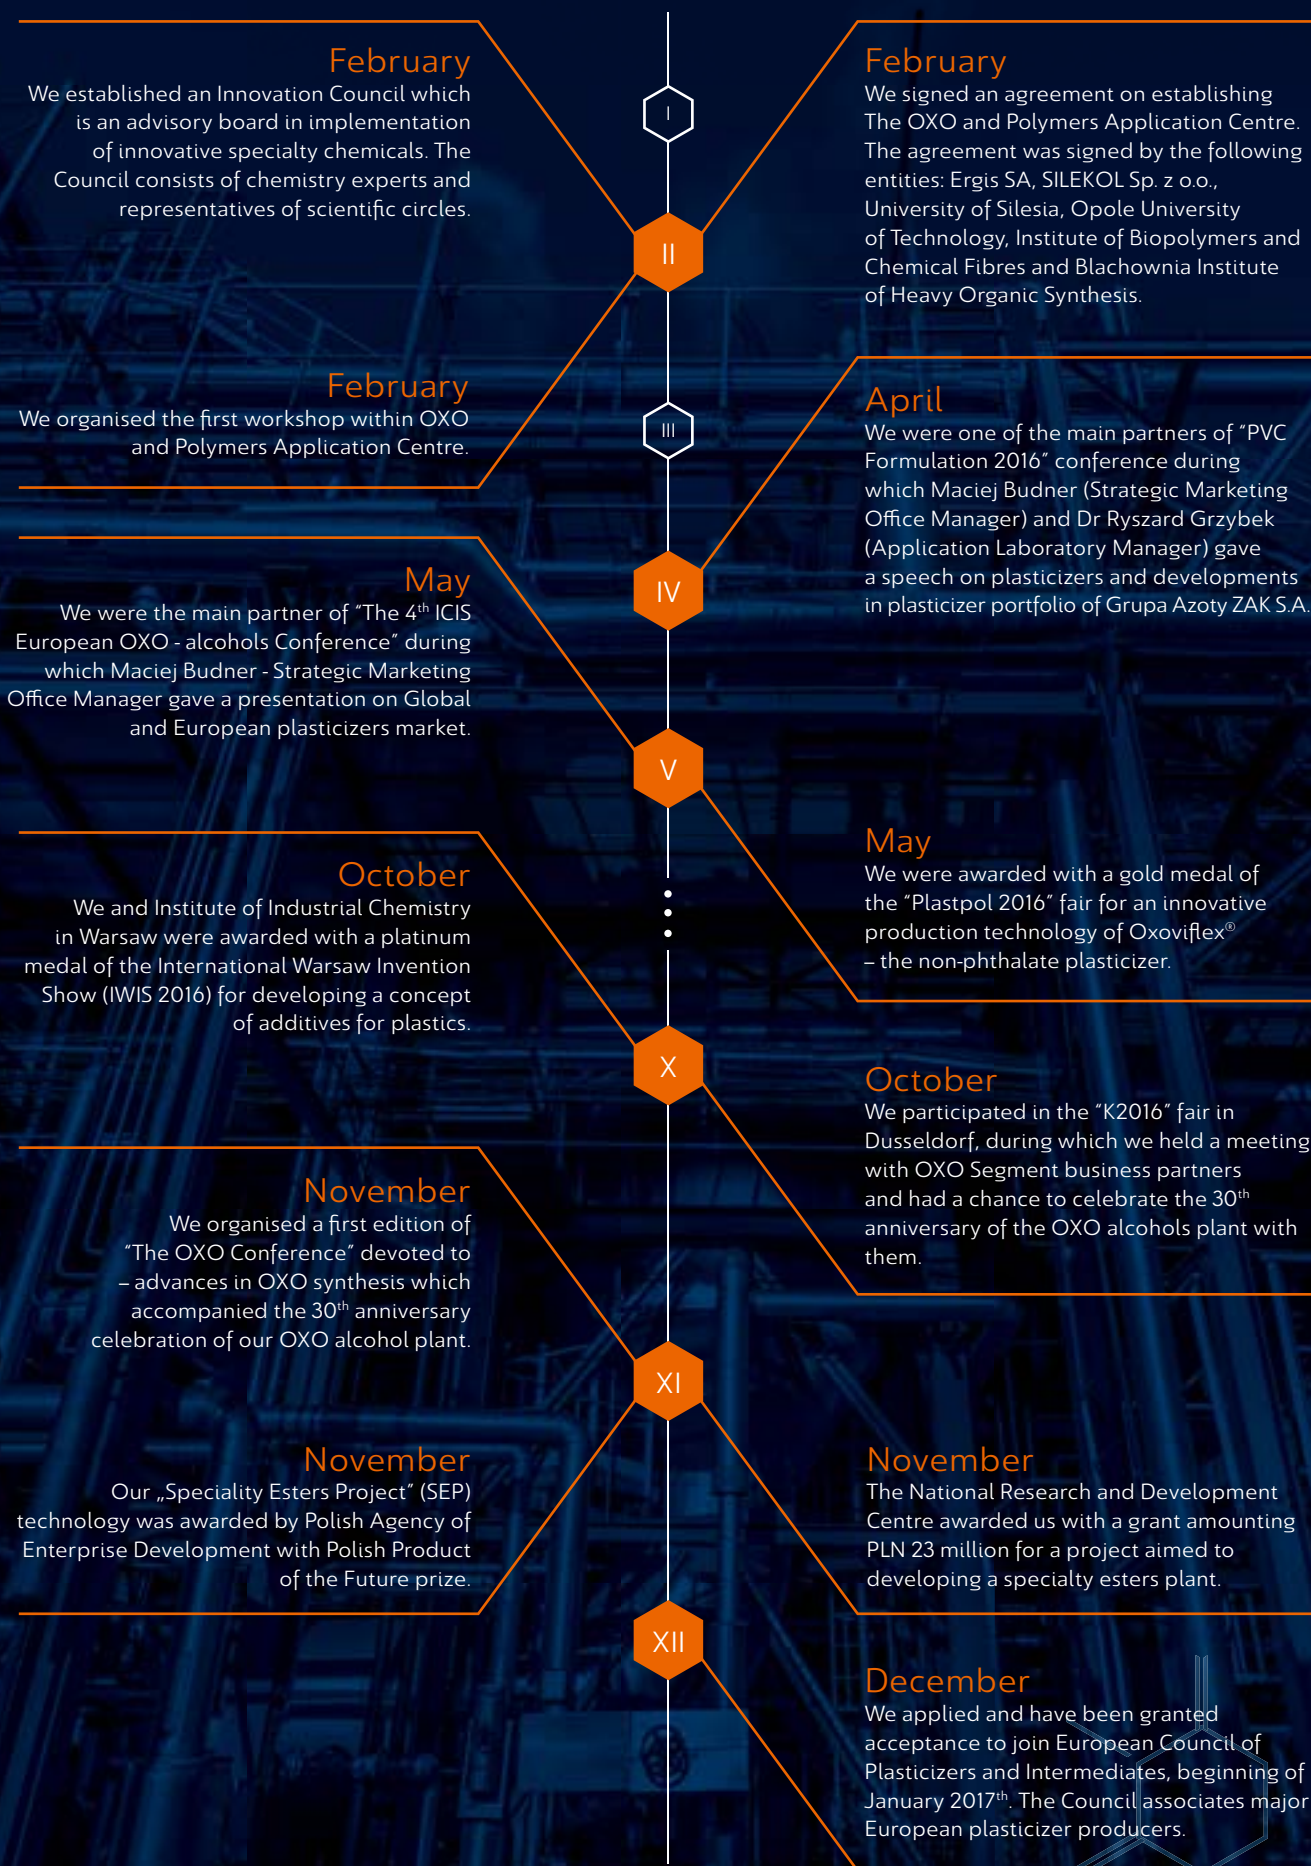 February
We established an Innovation Council which
is an advisory board in implementation
of innovative specialty chemicals. The
Council consists of chemistry experts and
representatives of scientific circles.
I
February
We signed an agreement on establishing
The OXO and Polymers Application Centre.
The agreement was signed by the following
entities: Ergis SA, SILEKOL Sp. z o.o.,
University of Silesia, Opole University
of Technology, Institute of Biopolymers and
Chemical Fibres and Blachownia Institute
of Heavy Organic Synthesis.
II
February
We organised the first workshop within OXO
and Polymers Application Centre.
III
April
We were one of the main partners of “PVC
Formulation 2016” conference during
which Maciej Budner (Strategic Marketing
Office Manager) and Dr Ryszard Grzybek
(Application Laboratory Manager) gave
a speech on plasticizers and developments
in plasticizer portfolio of Grupa Azoty ZAK S.A.
IV
May
We were the main partner of “The 4th ICIS
European OXO - alcohols Conference” during
which Maciej Budner - Strategic Marketing
Office Manager gave a presentation on Global
and European plasticizers market.
V
May
We were awarded with a gold medal of
the “Plastpol 2016” fair for an innovative
production technology of Oxoviflex®
– the non-phthalate plasticizer.
October
We and Institute of Industrial Chemistry
in Warsaw were awarded with a platinum
medal of the International Warsaw Invention
Show (IWIS 2016) for developing a concept
of additives for plastics.
X
October
We participated in the “K2016” fair in
Dusseldorf, during which we held a meeting
with OXO Segment business partners
and had a chance to celebrate the 30th
anniversary of the OXO alcohols plant with
them.
November
We organised a first edition of
“The OXO Conference” devoted to
– advances in OXO synthesis which
accompanied the 30th anniversary
celebration of our OXO alcohol plant.
XI
November
Our „Speciality Esters Project” (SEP)
technology was awarded by Polish Agency of
Enterprise Development with Polish Product
of the Future prize.
November
The National Research and Development
Centre awarded us with a grant amounting
PLN 23 million for a project aimed to
developing a specialty esters plant.
XII
December
We applied and have been granted
acceptance to join European Council of
Plasticizers and Intermediates, beginning of
January 2017th. The Council associates major
European plasticizer producers.